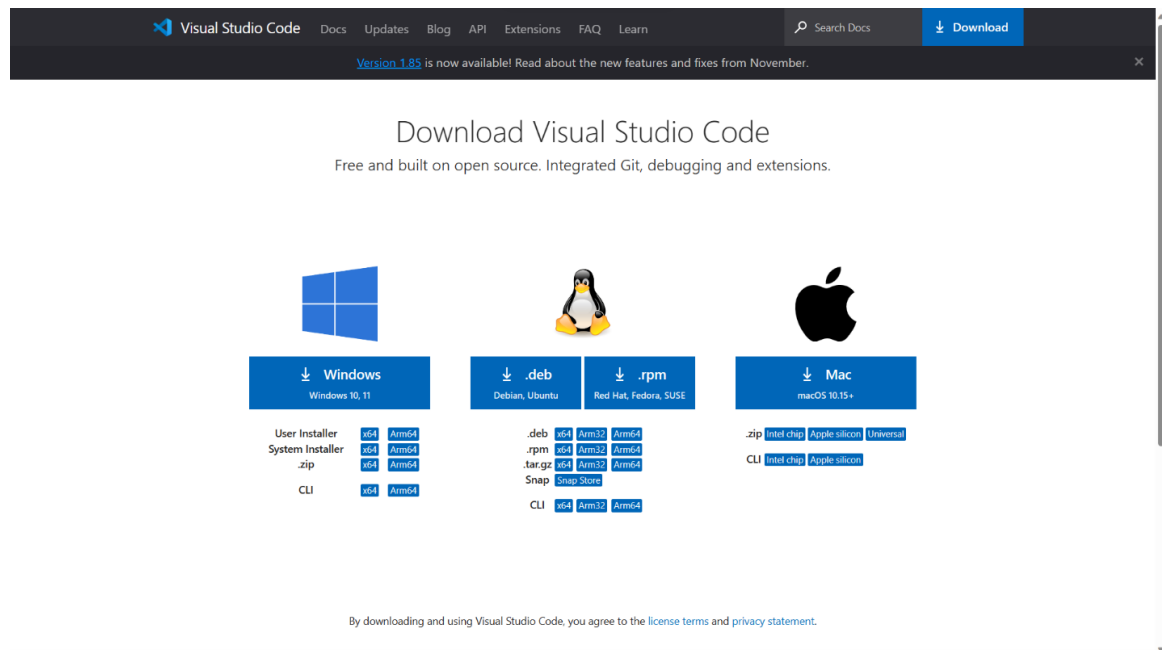 Visual Studio Code Docs Updates Blog API Extensions FAQ Learn Search Docs Download
Version 1.85 is now available! Read about the new features and fixes from November.
Download Visual Studio Code
Free and built on open source. Integrated Git, debugging and extensions.
Windows
Windows 10, 11
User Installer x64 Arm64
System Installer x64 Arm64
.zip x64 Arm64
CLI x64 Arm64
.deb
Debian, Ubuntu
.rpm
Red Hat, Fedora, SUSE
.deb x64 Arm32 Arm64
.rpm x64 Arm32 Arm64
.tar.gz x64 Arm32 Arm64
Snap Snap Store
CLI x64 Arm32 Arm64
Mac
macOS 10.15+
.zip Intel chip Apple silicon Universal
CLI Intel chip Apple silicon
By downloading and using Visual Studio Code, you agree to the license terms and privacy statement.